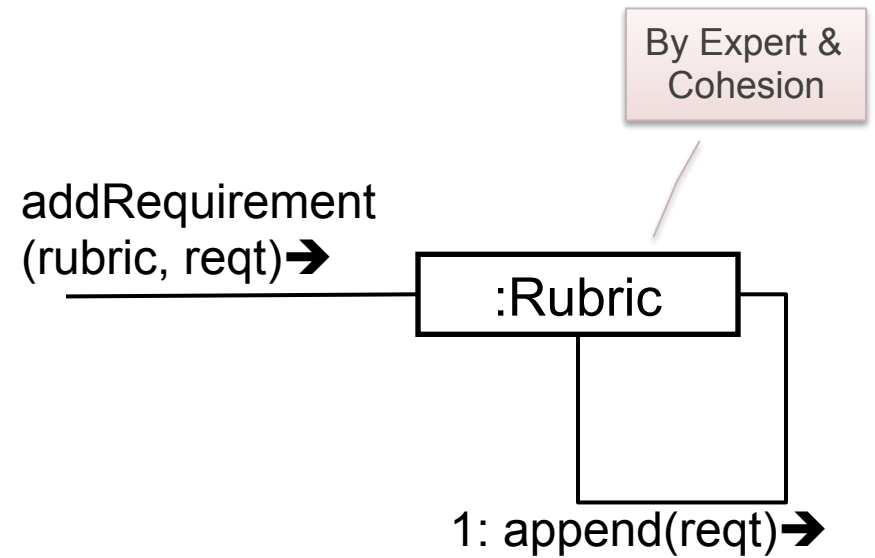 By Expert &
Cohesion
addRequirement
(rubric, reqt)➔
:Rubric
1: append(reqt)➔